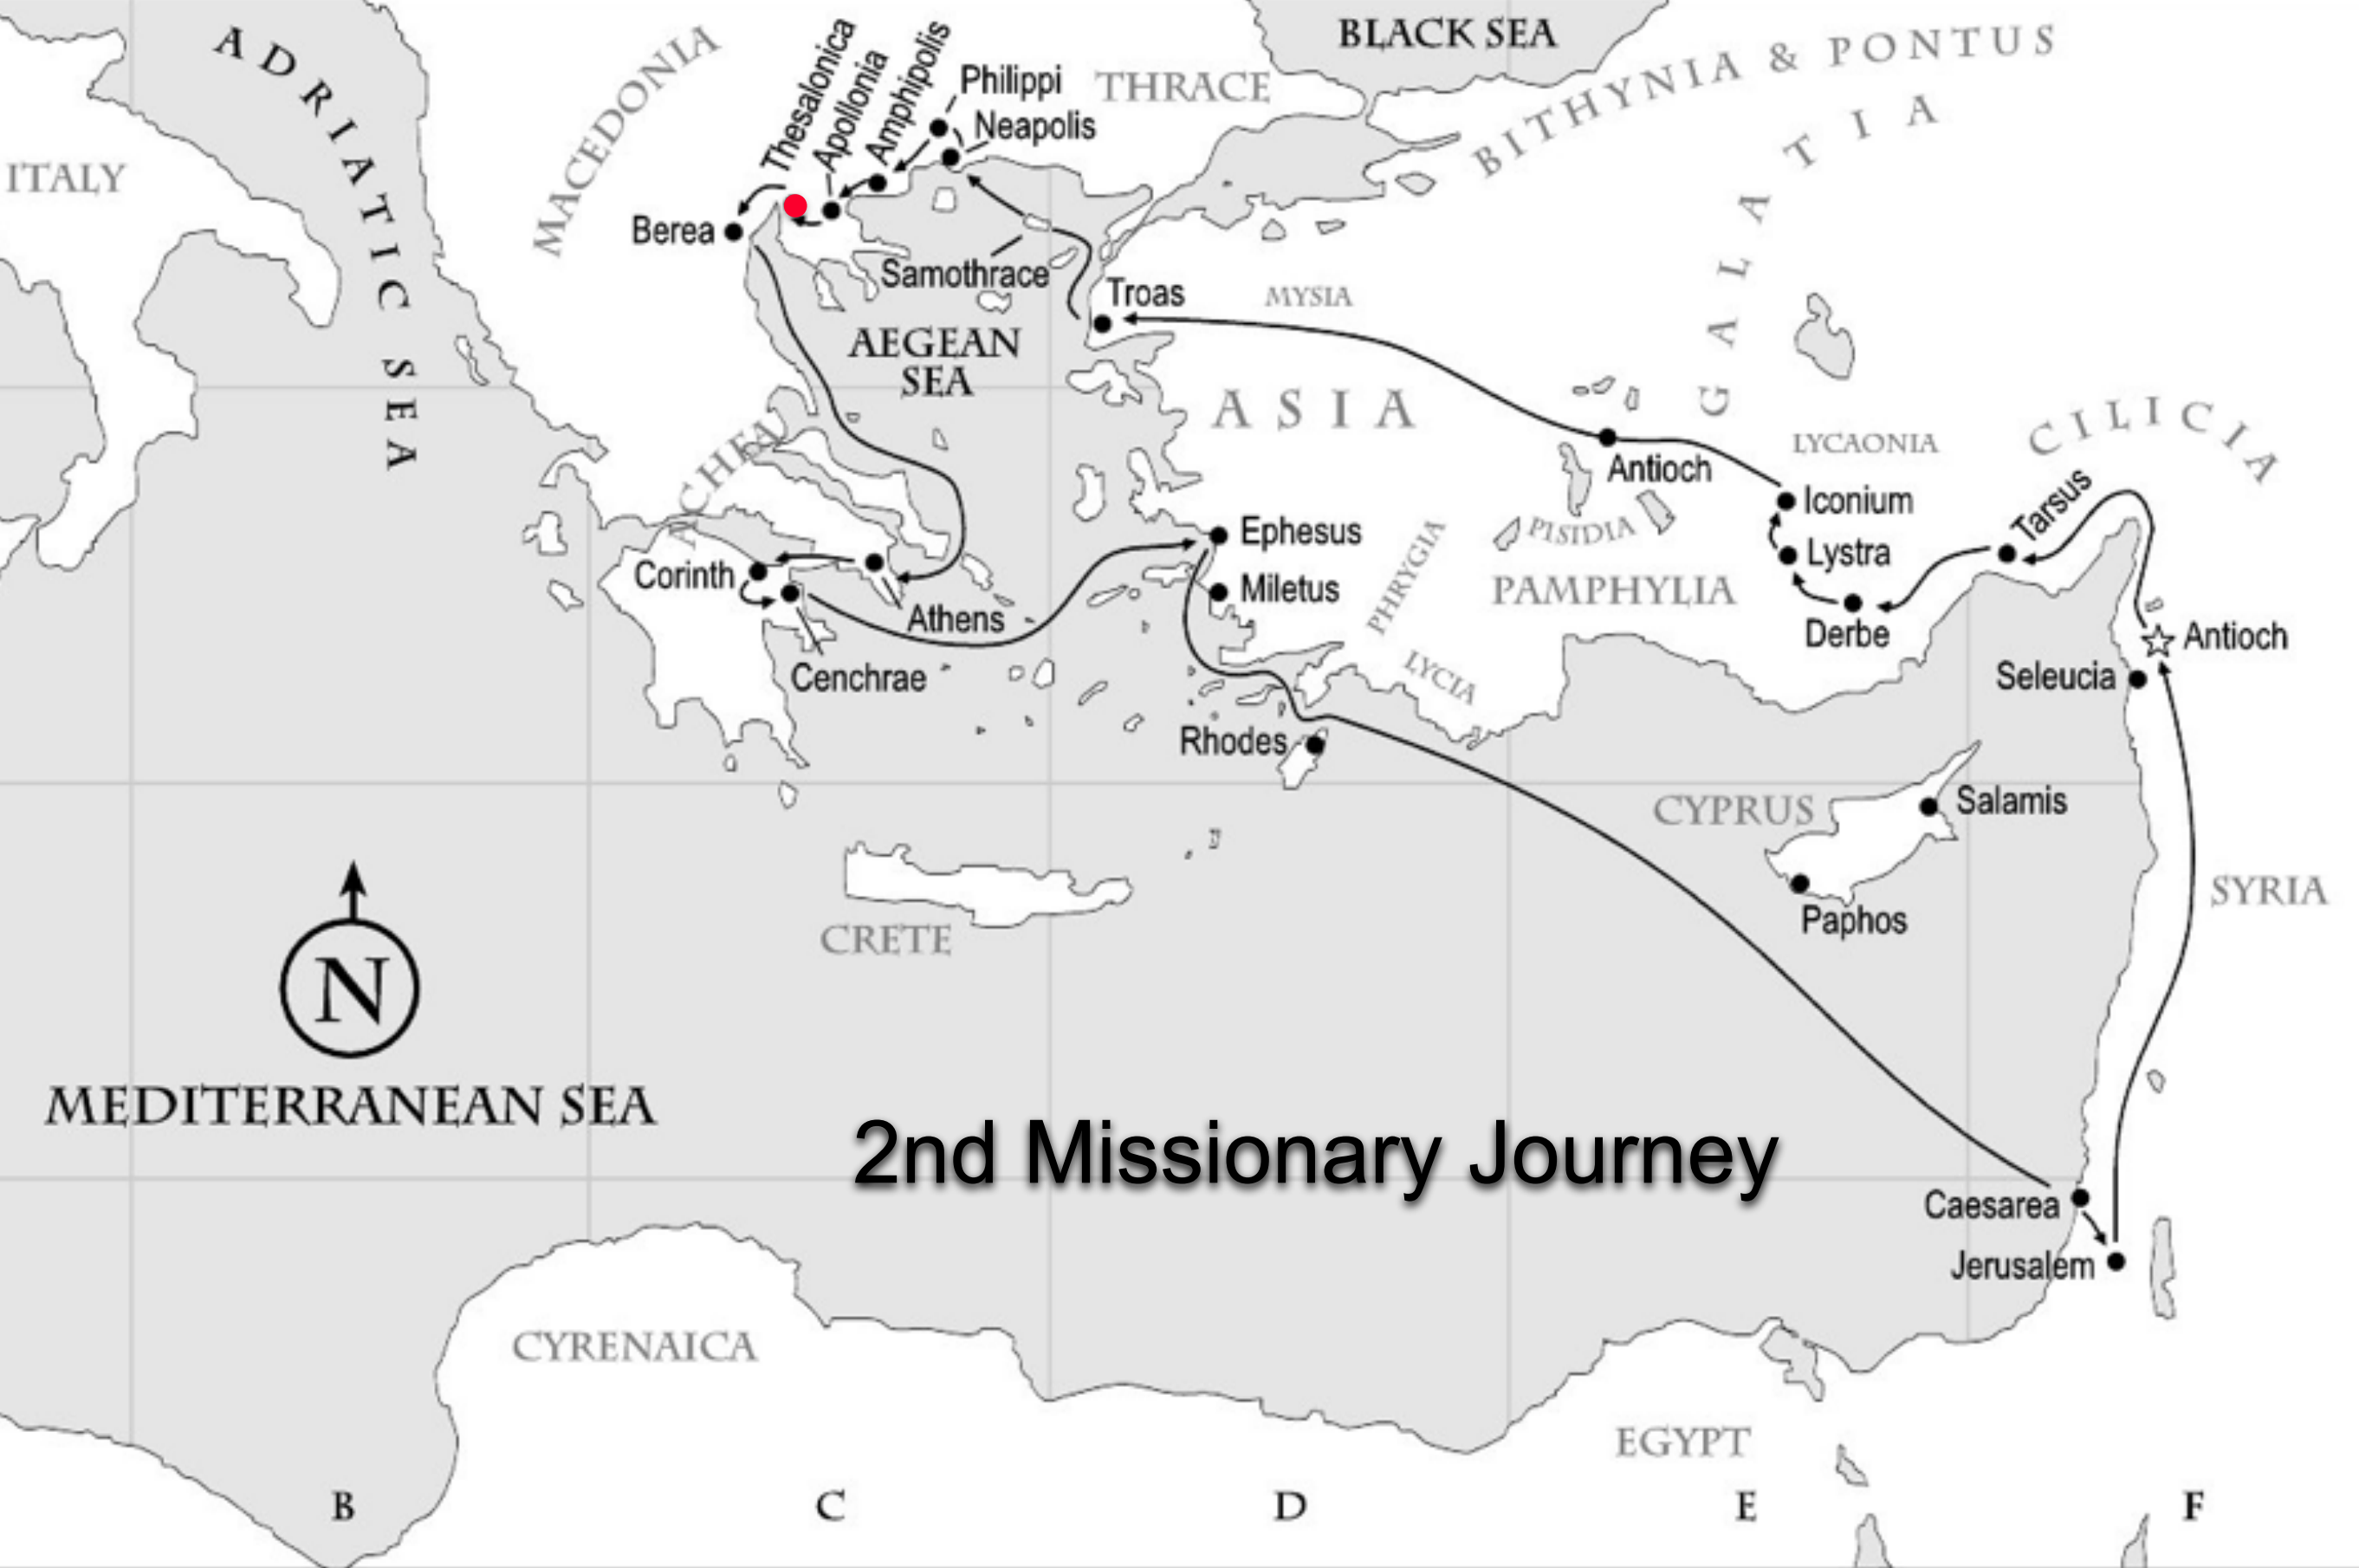 BLACK SEA
ADRIATIC SEA
MACEDONIA
Thessalonica
Apollonia
Amphipolis
Philippi
Neapolis
THRACE
BITHYNIA & PONTUS
GALATIA
ITALY
Berea
Samothrace
Troas
MYSIA
AEGEAN
SEA
ASIA
ACHEA
Antioch
LYCAONIA
CILICIA
Iconium
Tarsus
Ephesus
PISIDIA
Lystra
Corinth
Miletus
PHRYGIA
PAMPHYLIA
Athens
Derbe
Antioch
Cenchrae
LYCIA
Seleucia
Rhodes
CYPRUS
Salamis
SYRIA
Paphos
CRETE
N
MEDITERRANEAN SEA
2nd Missionary Journey
Caesarea
Jerusalem
CYRENAICA
EGYPT
B C D E F